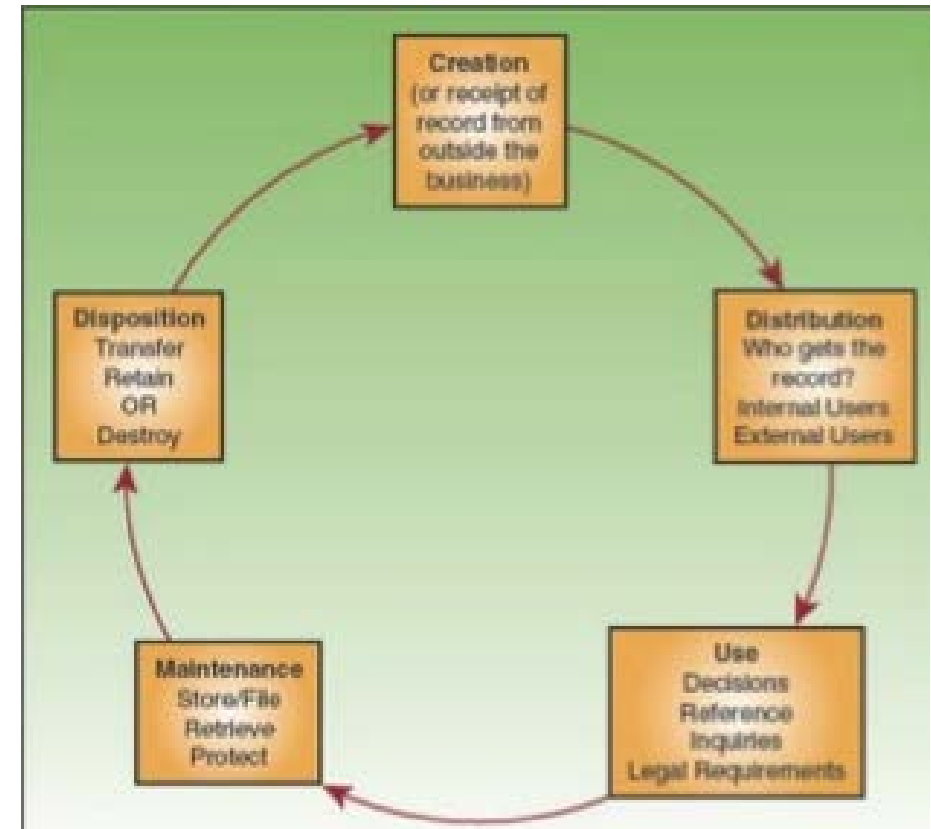 Creation
(or receipt of
record from
outside the
business)
Distribution
Who gets the
record?
Internal Users
External Users
Use
Decisions
Reference
Inquiries
Legal Requirements
Maintenance
Store/File
Retrieve
Protect
Disposition
Transfer
Retain
OR
Destroy